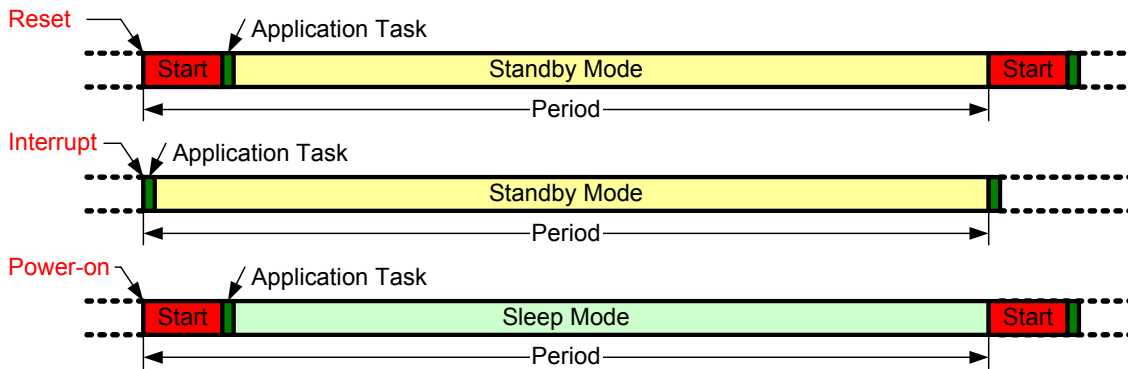 Reset
Application Task
Start
Standby Mode
Start
Period
Interrupt
Application Task
Standby Mode
Period
Power-on
Application Task
Start
Sleep Mode
Start
Period